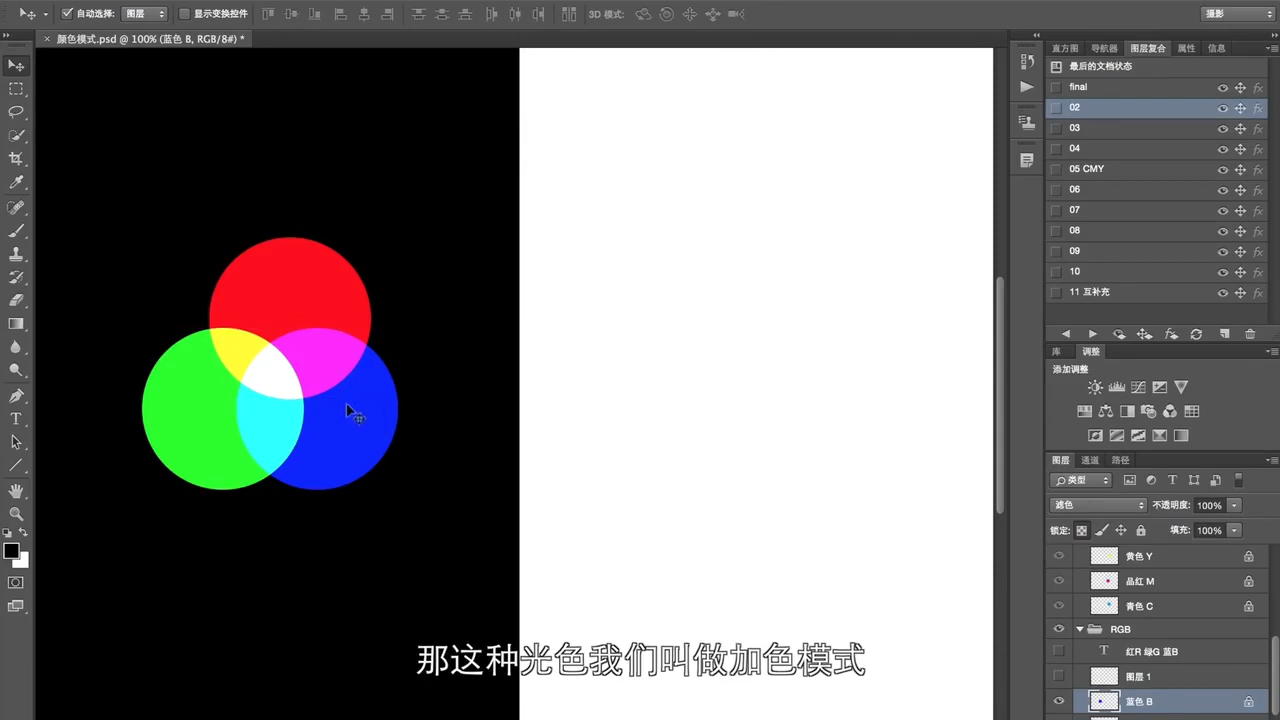 自动选择: 图层 显示变换控件 3D 模式: 摄影
× 颜色模式.psd @ 100% (蓝色 B, RGB/8#) *
直方图 导航器 图层复合 属性 信息
最后的文档状态
final
02
03
04
05 CMY
06
07
08
09
10
11 互补充
库 调整
添加调整
图层 通道 路径
类型
滤色 不透明度: 100%
锁定: 填充: 100%
黄色 Y
品红 M
青色 C
RGB
T 红R 绿G 蓝B
图层 1
蓝色 B
那这种光色我们叫做加色模式